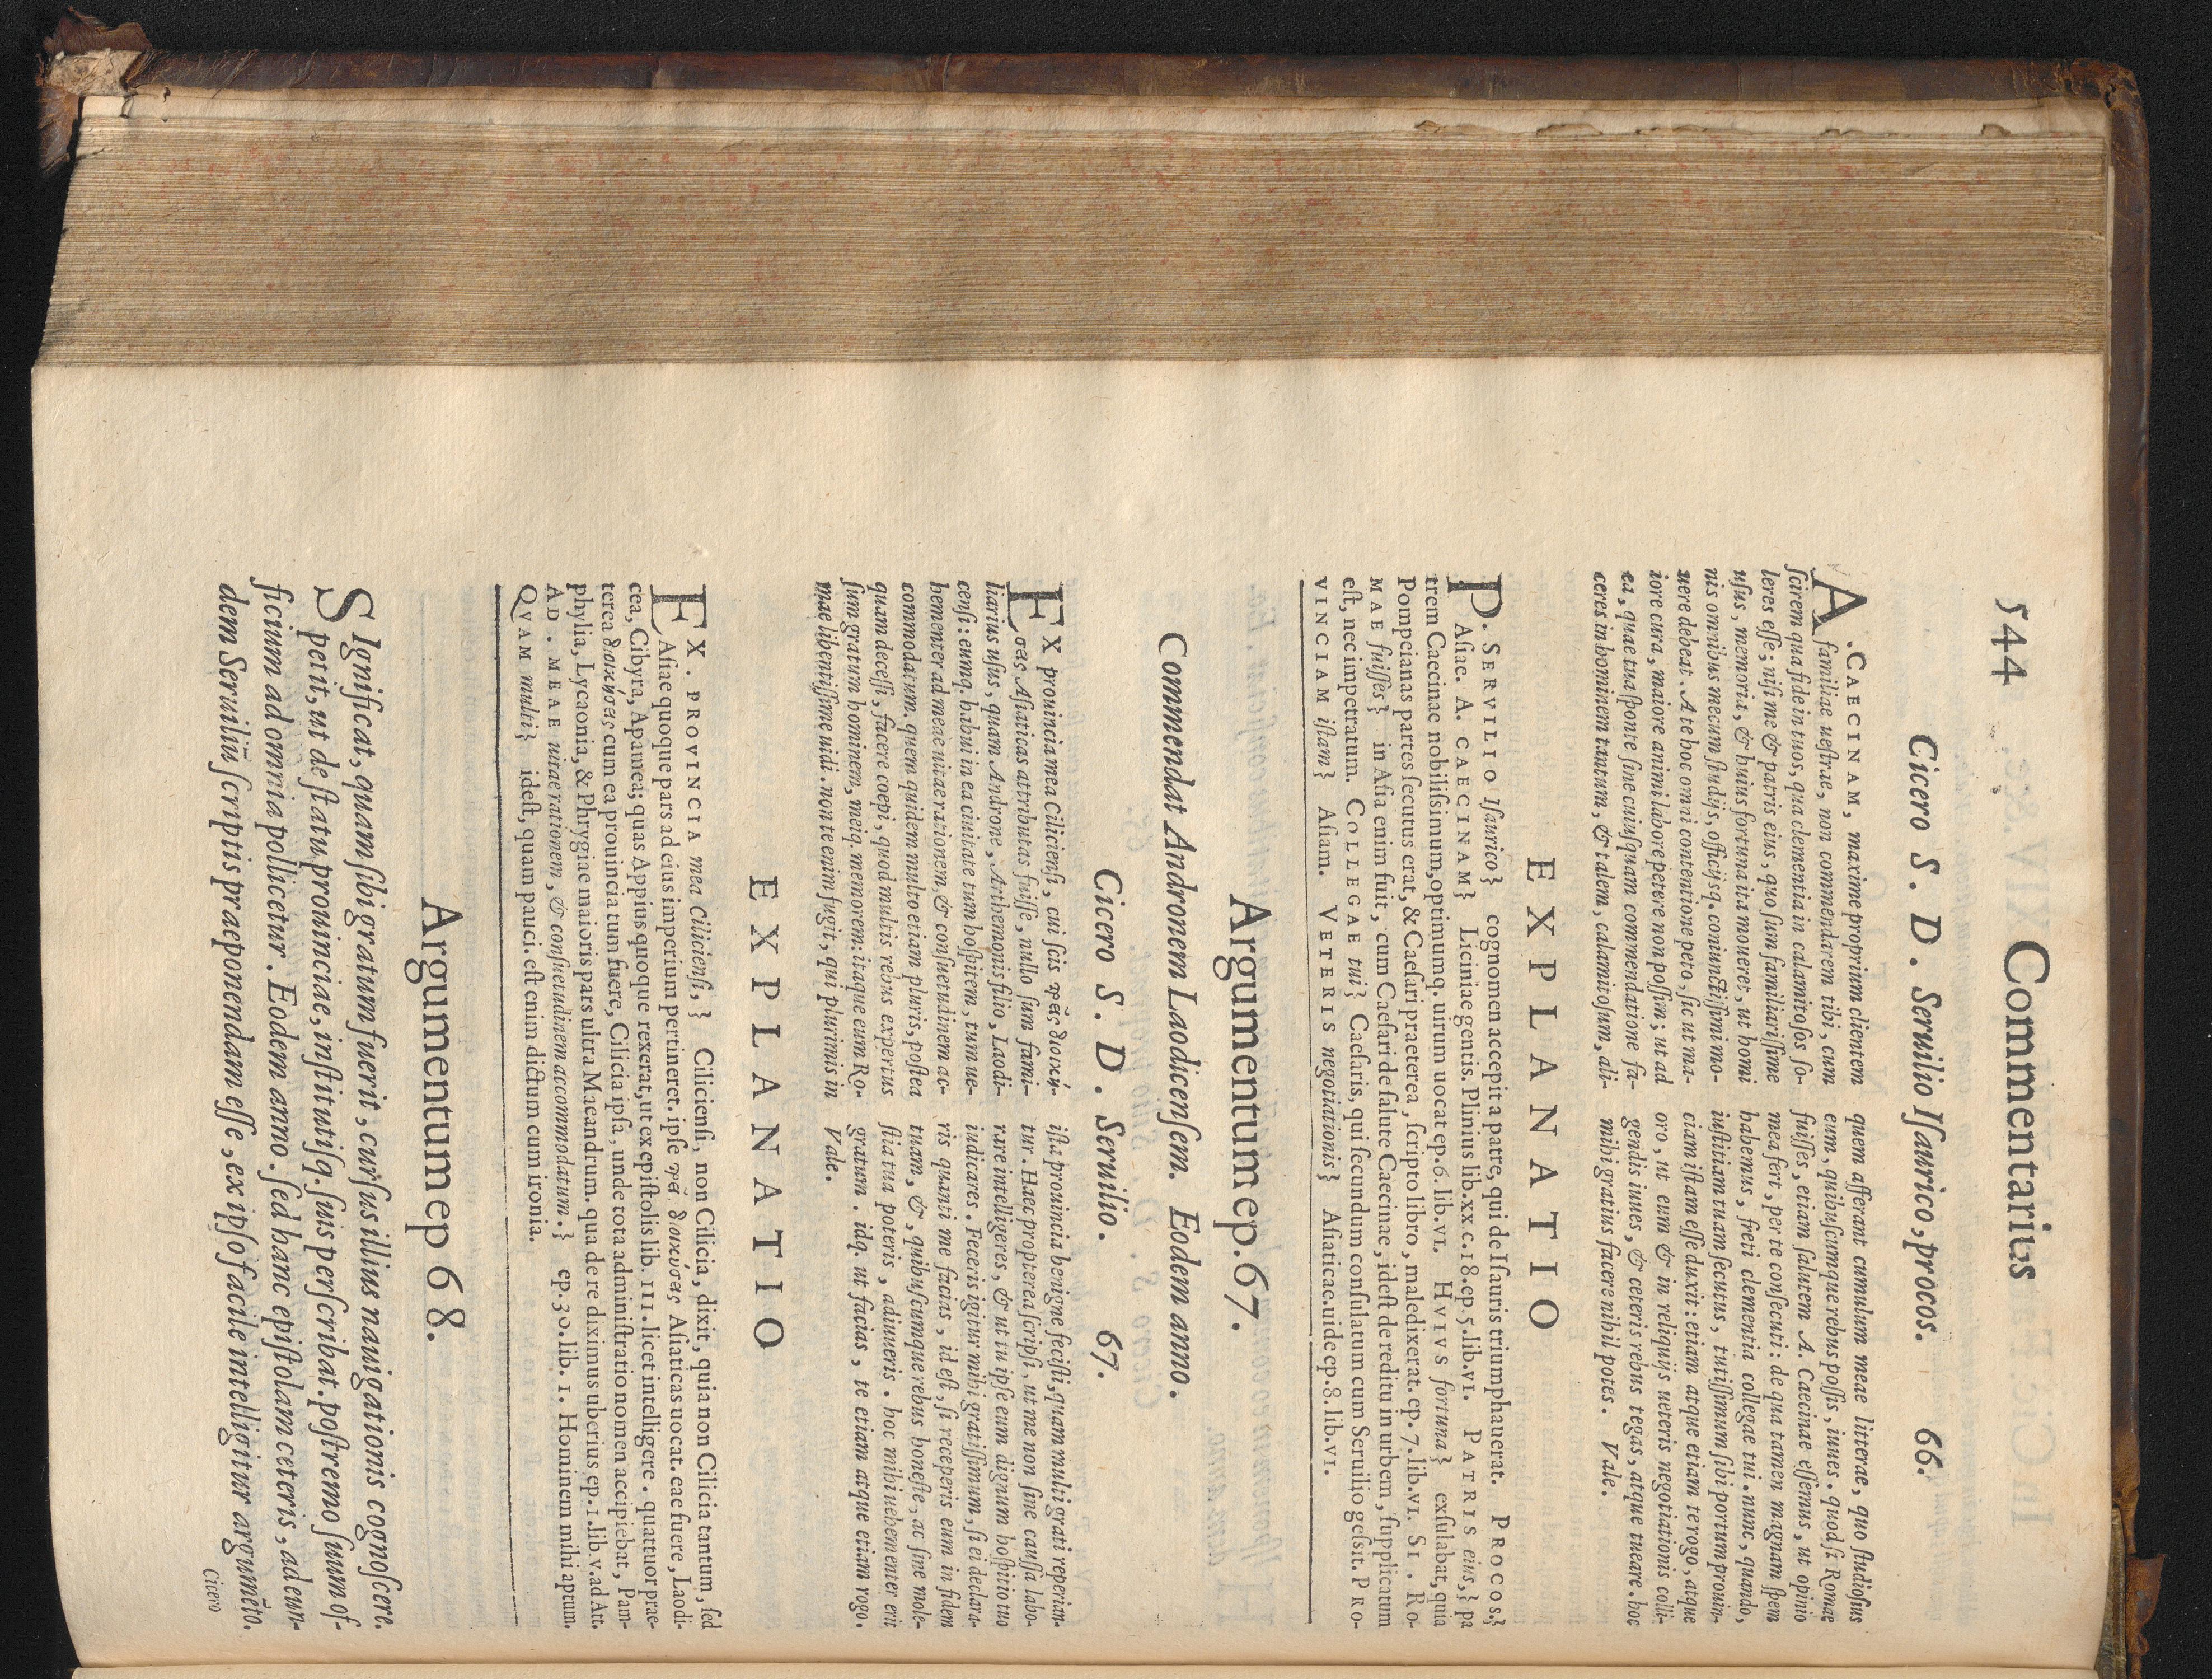 544 Commentarius
Cicero S. D. Seruilio Iſaurico, procos. 66.
A. CAECINAM, maxime proprium clientem
familiae ueſtrae, non commendarem tibi, cum
ſcirem qua fide in tuos, qua clementia in calamitoſos ſo-
leres eſſe; niſi me & patris eius, quo ſum familiariſſime
uſus, memoria, & huius fortuna ita moueret, ut homi
nis omnibus mecum ſtudijs, officijsq. coniunctiſſimi mo-
uere debeat. A te hoc omni contentione peto, ſic ut ma-
iore cura, maiore animi labore petere non poſſim; ut ad
ea, quae tua ſponte ſine cuiuſquam commendatione fa-
ceres in hominem tantum, & talem, calamitoſum, ali-
quem afferant cumulum meae litterae, quo ſtudioſius
eum, quibuſcumque rebus poſſis, iuues. quod ſi Romae
fuiſſes, etiam ſalutem A. Caecinae eſſemus, ut opinio
mea fert, per te conſecuti: de qua tamen magnam ſpem
habemus, freti clementia collegae tui. nunc, quando,
iuſtitiam tuam ſecutus, tutiſſimum ſibi portum prouin-
ciam iſtam eſſe duxit: etiam atque etiam te rogo, atque
oro, ut eum & in reliquijs ueteris negotiationis colli-
gendis iuues, & ceteris rebus tegas, atque tueare. hoc
mihi gratius facere nihil potes. Vale.
EXPLANATIO
P. SERVILIO Iſaurico} cognomen accepit a patre, qui de Iſauris triumphauerat. PROCOS.}
Aſiae. A. CAECINAM} Liciniae gentis. Plinius lib. xx c. 18. ep. 5. lib. VI. PATRIS eius,} pa
trem Caecinae nobiliſsimum, optimumq. uirum uocat ep. 6. lib. VI. HVIVS fortuna} exſulabat, quia
Pompeianas partes ſecutus erat, & Caeſari praeterea, ſcripto libro, maledixerat. ep. 7. lib. VI. SI. RO-
MAE fuiſſes} in Aſia enim fuit, cum Caeſari de ſalute Caecinae, ideſt de reditu in urbem, ſupplicatum
eſt, nec impetratum. COLLEGAE tui} Caeſaris, qui ſecundum conſulatum cum Seruilio geſsit. PRO-
VINCIAM iſtam} Aſiam. VETERIS negotiationis} Aſiaticae. uide ep. 8. lib. VI.
Argumentum ep. 67.
Commendat Andronem Laodicenſem. Eodem anno.
Cicero S. D. Seruilio. 67.
EX prouincia mea Cilicienſi, cui ſcis τρεῖς διοική-
σεις Aſiaticas attributas fuiſſe, nullo ſum fami-
liarius uſus, quam Androne, Arthemonis filio, Laodi-
cenſi: eumq. habui in ea ciuitate tum hoſpitem, tum ue-
hementer ad meae uitae rationem, & conſuetudinem ac-
commodatum. quem quidem multo etiam pluris, poſtea
quam deceſſi, facere coepi, quod multis rebus expertus
ſum gratum hominem, meiq. memorem: itaque eum Ro-
mae libentiſſime uidi. non te enim fugit, qui plurimis in
iſta prouincia benigne feciſti, quam multi grati reperian-
tur. Haec propterea ſcripſi, ut me non ſine cauſſa labo-
rare intelligeres, & ut tu ipſe eum dignum hoſpitio tuo
iudicares. Feceris igitur mihi gratiſſimum, ſi ei declara-
ris quanti me facias, id eſt, ſi receperis eum in fidem
tuam, &, quibuſcumque rebus honeſte, ac ſine mole-
ſtia tua poteris, adiuueris. hoc mihi uehementer erit
gratum. idq. ut facias, te etiam atque etiam rogo.
Vale.
EXPLANATIO
EX. PROVINCIA mea Cilicienſi,} Cilicienſi, non Cilicia, dixit, quia non Cilicia tantum, ſed
Aſiae quoque pars ad eius imperium pertineret. ipſe τρεῖς διοικήσεις Aſiaticas uocat. eae fuere, Laodi-
cea, Cibyra, Apamea; quas Appius quoque rexerat, ut ex epiſtolis lib. III. licet intelligere. quattuor prae-
terea διοικήσεις cum ea prouincia tum fuere, Cilicia ipſa, unde tota adminiſtratio nomen accipiebat, Pam-
phylia, Lycaonia, & Phrygiae maioris pars ultra Maeandrum. qua de re diximus uberius ep. 1. lib. v. ad Att.
AD. MEAE uitae rationem, & conſuetudinem accommodatum.} ep. 30. lib. 1. Hominem mihi aptum.
QVAM multi} ideſt, quam pauci. eſt enim dictum cum ironia.
Argumentum ep 68.
SIgnificat, quam ſibi gratum fuerit, curſus illius nauigationis cognoſcere.
petit, ut de ſtatu prouinciae, inſtitutiſq. ſuis perſcribat. poſtremo ſuum of-
ficium ad omnia pollicetur. Eodem anno. ſed hanc epiſtolam ceteris, ad eun-
dem Seruiliũ ſcriptis praeponendam eſſe, ex ipſo facile intelligitur argumẽto.
Cicero